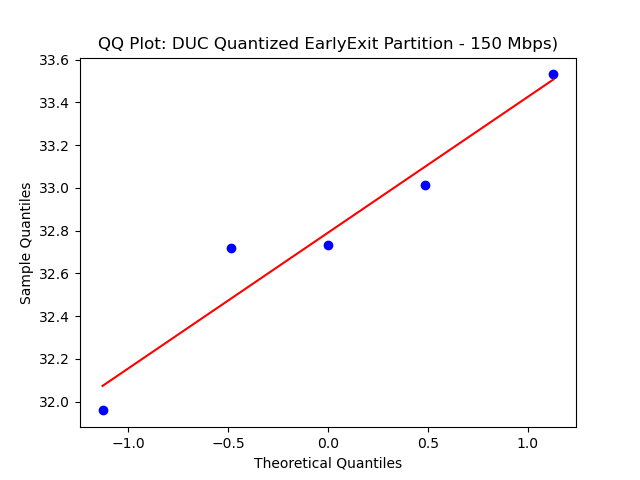 QQ Plot: DUC Quantized EarlyExit Partition - 150 Mbps)
33.6
33.4
33.2
33.0
32.8
32.6
32.4
32.2
32.0
Sample Quantiles
−1.0 −0.5 0.0 0.5 1.0
Theoretical Quantiles